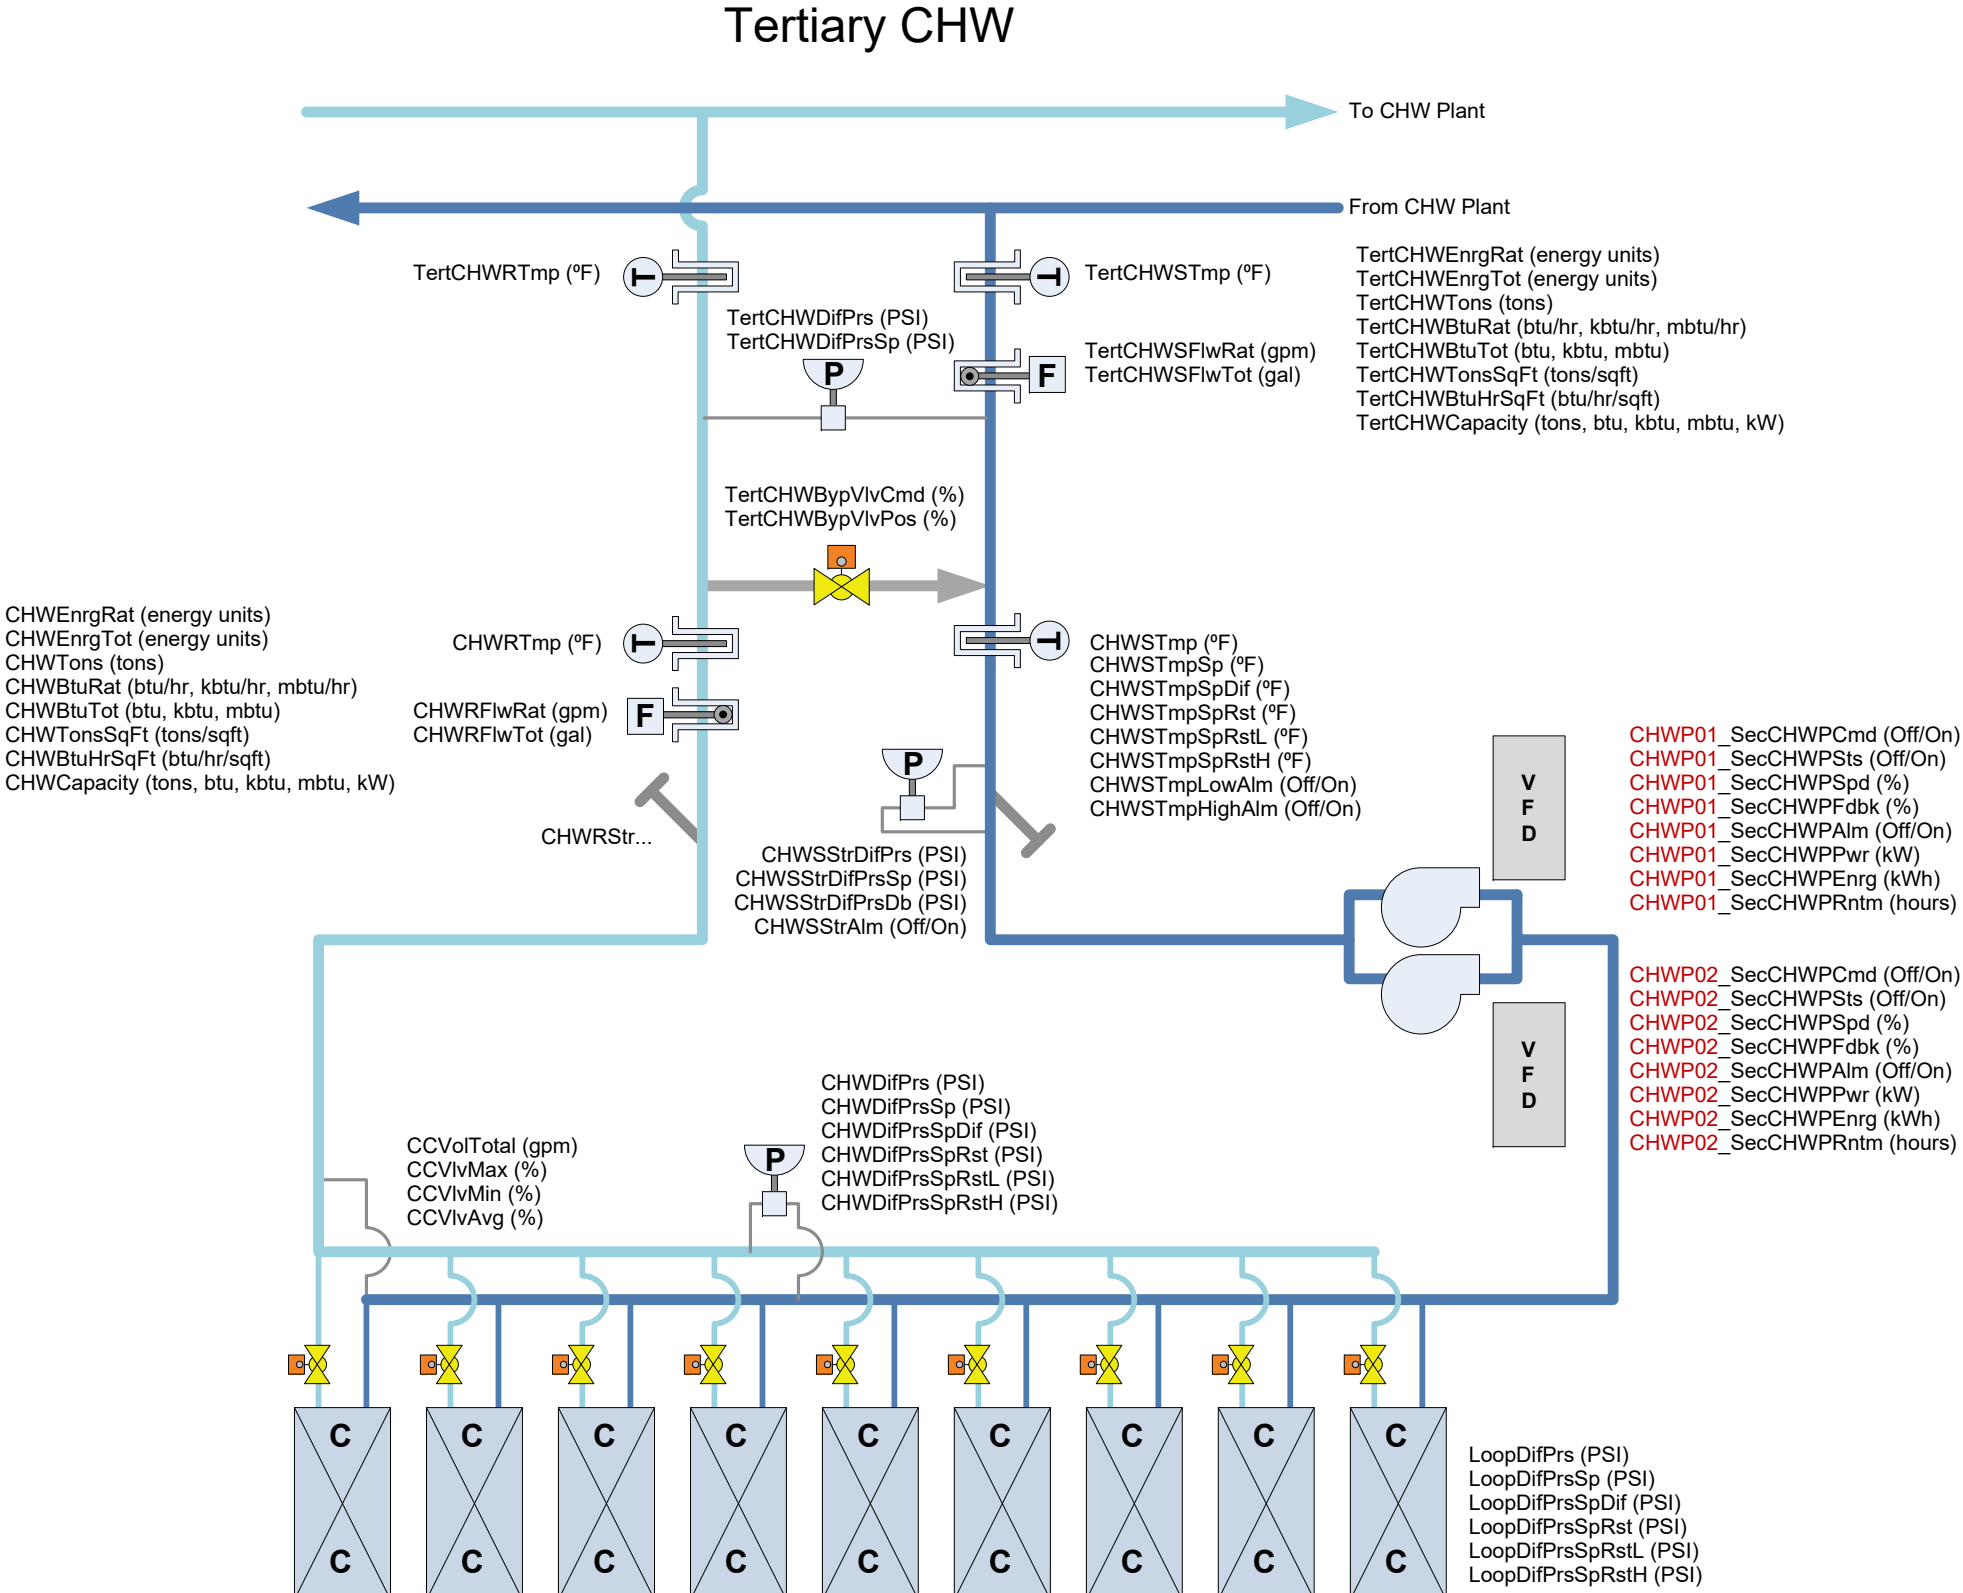 Tertiary CHW
To CHW Plant
From CHW Plant
TertCHWRTmp (ºF)
T
T
TertCHWSTmp (ºF)
TertCHWEnrgRat (energy units)
TertCHWEnrgTot (energy units)
TertCHWTons (tons)
TertCHWBtuRat (btu/hr, kbtu/hr, mbtu/hr)
TertCHWBtuTot (btu, kbtu, mbtu)
TertCHWTonsSqFt (tons/sqft)
TertCHWBtuHrSqFt (btu/hr/sqft)
TertCHWCapacity (tons, btu, kbtu, mbtu, kW)
TertCHWDifPrs (PSI)
TertCHWDifPrsSp (PSI)
P
F
TertCHWSFlwRat (gpm)
TertCHWSFlwTot (gal)
TertCHWBypVlvCmd (%)
TertCHWBypVlvPos (%)
CHWEnrgRat (energy units)
CHWEnrgTot (energy units)
CHWTons (tons)
CHWBtuRat (btu/hr, kbtu/hr, mbtu/hr)
CHWBtuTot (btu, kbtu, mbtu)
CHWTonsSqFt (tons/sqft)
CHWBtuHrSqFt (btu/hr/sqft)
CHWCapacity (tons, btu, kbtu, mbtu, kW)
CHWRTmp (ºF)
T
CHWRFlwRat (gpm)
CHWRFlwTot (gal)
F
CHWRStr...
T
CHWSTmp (ºF)
CHWSTmpSp (ºF)
CHWSTmpSpDif (ºF)
CHWSTmpSpRst (ºF)
CHWSTmpSpRstL (ºF)
CHWSTmpSpRstH (ºF)
CHWSTmpLowAlm (Off/On)
CHWSTmpHighAlm (Off/On)
P
CHWSStrDifPrs (PSI)
CHWSStrDifPrsSp (PSI)
CHWSStrDifPrsDb (PSI)
CHWSStrAlm (Off/On)
V
F
D
CHWP01_SecCHWPCmd (Off/On)
CHWP01_SecCHWPSts (Off/On)
CHWP01_SecCHWPSpd (%)
CHWP01_SecCHWPFdbk (%)
CHWP01_SecCHWPAlm (Off/On)
CHWP01_SecCHWPPwr (kW)
CHWP01_SecCHWPEnrg (kWh)
CHWP01_SecCHWPRntm (hours)
V
F
D
CHWP02_SecCHWPCmd (Off/On)
CHWP02_SecCHWPSts (Off/On)
CHWP02_SecCHWPSpd (%)
CHWP02_SecCHWPFdbk (%)
CHWP02_SecCHWPAlm (Off/On)
CHWP02_SecCHWPPwr (kW)
CHWP02_SecCHWPEnrg (kWh)
CHWP02_SecCHWPRntm (hours)
CCVolTotal (gpm)
CCVlvMax (%)
CCVlvMin (%)
CCVlvAvg (%)
P
CHWDifPrs (PSI)
CHWDifPrsSp (PSI)
CHWDifPrsSpDif (PSI)
CHWDifPrsSpRst (PSI)
CHWDifPrsSpRstL (PSI)
CHWDifPrsSpRstH (PSI)
C C C C C C C C C
C C C C C C C C C
LoopDifPrs (PSI)
LoopDifPrsSp (PSI)
LoopDifPrsSpDif (PSI)
LoopDifPrsSpRst (PSI)
LoopDifPrsSpRstL (PSI)
LoopDifPrsSpRstH (PSI)